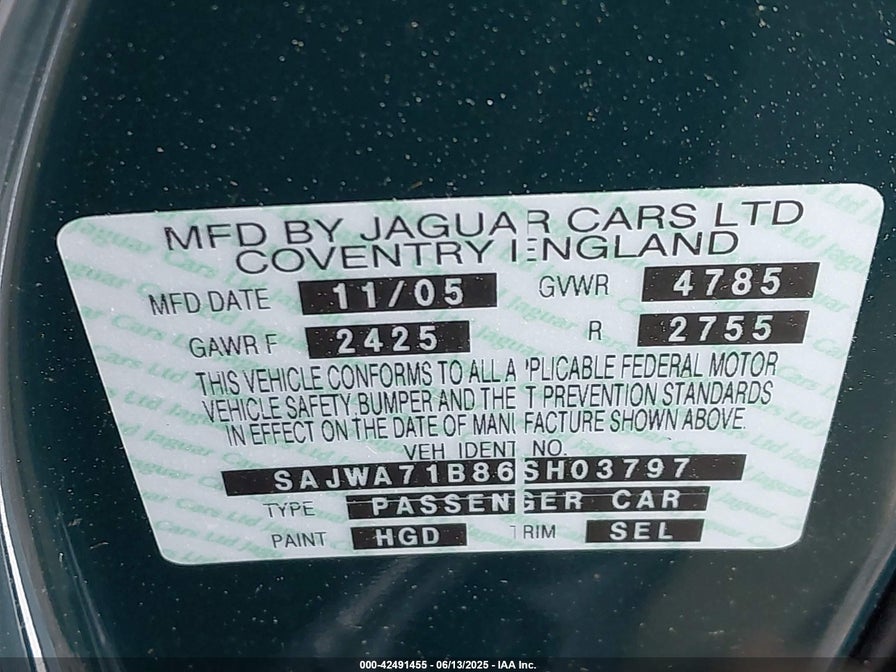 MFD BY JAGUAR CARS LTD
COVENTRY ENGLAND
MFD DATE 11/05 GVWR 4785
GAWR F 2425 R 2755
THIS VEHICLE CONFORMS TO ALL APPLICABLE FEDERAL MOTOR
VEHICLE SAFETY, BUMPER AND THE T PREVENTION STANDARDS
IN EFFECT ON THE DATE OF MANUFACTURE SHOWN ABOVE.
VEH IDENT NO.
SAJWA71B86SH03797
TYPE PASSENGER CAR
PAINT HGD TRIM SEL
000-42491455 - 06/13/2025 - IAA Inc.